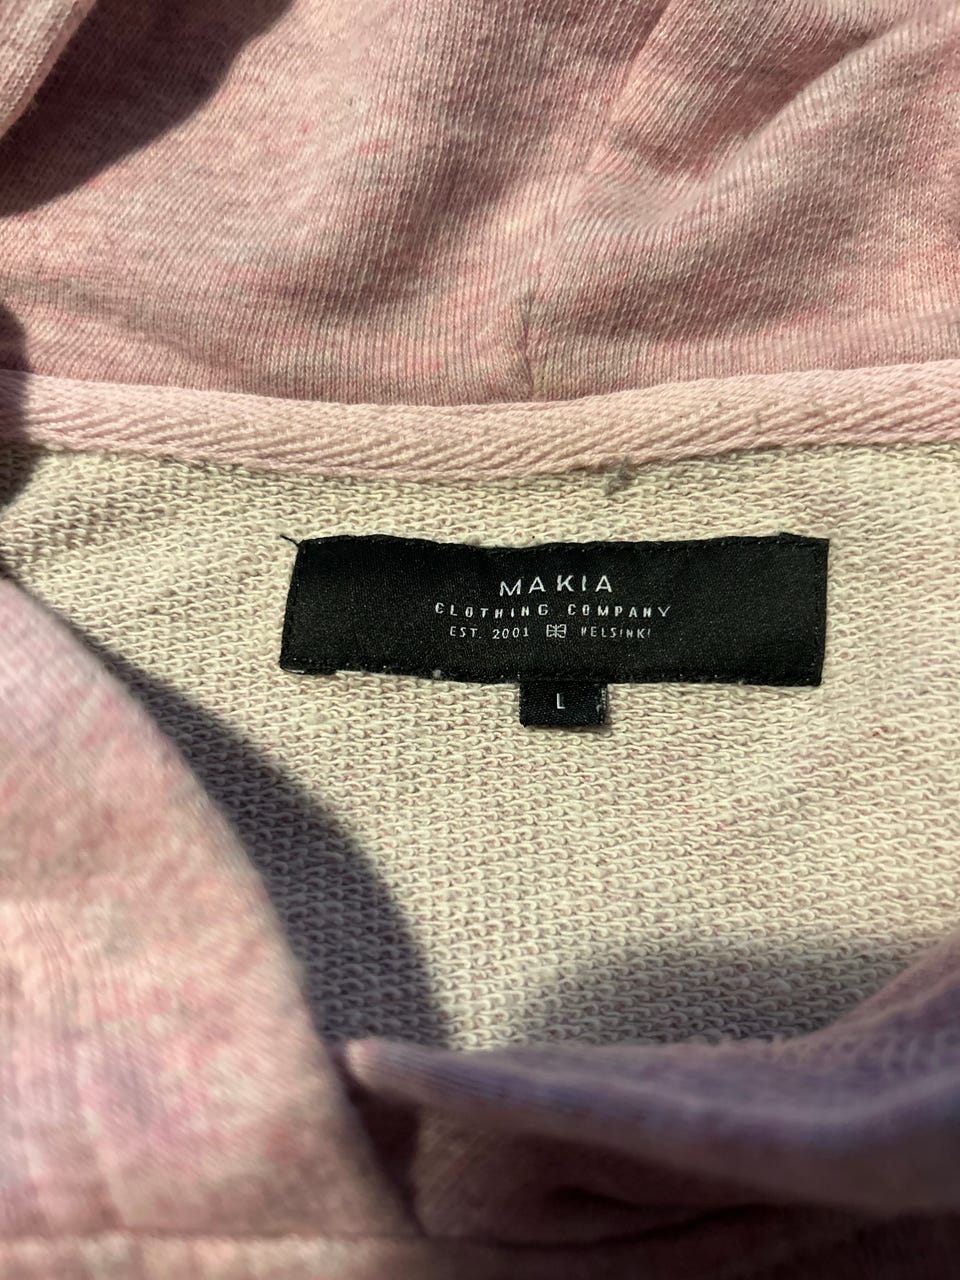 MAKIA
CLOTHING COMPANY
EST. 2001 HELSINKI
L